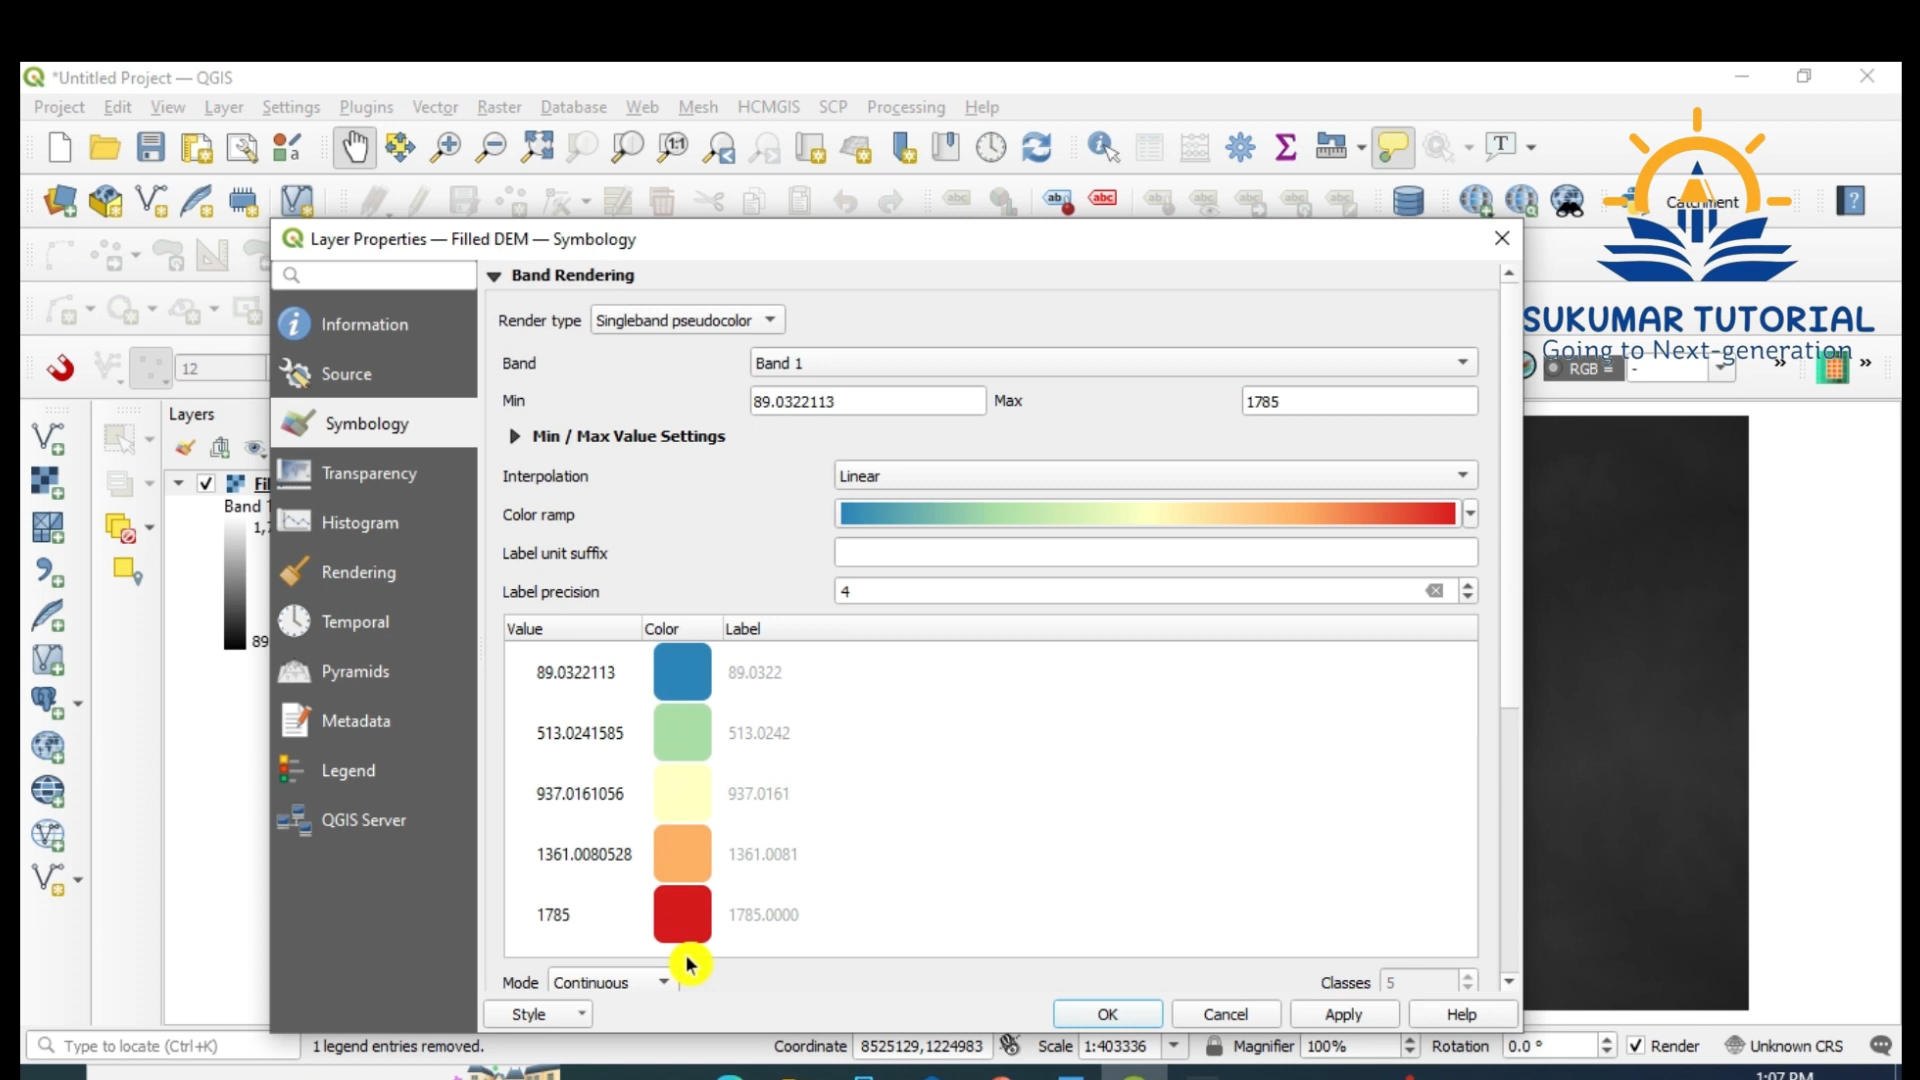 *Untitled Project — QGIS
Project Edit View Layer Settings Plugins Vector Raster Database Web Mesh HCMGIS SCP Processing Help
Catchment
SUKUMAR TUTORIAL
Going to Next-generation
12
RGB = -
Layers
Band 1
89
Layer Properties — Filled DEM — Symbology
Information
Source
Symbology
Transparency
Histogram
Rendering
Temporal
Pyramids
Metadata
Legend
QGIS Server
Band Rendering
Render type Singleband pseudocolor
Band Band 1
Min 89.0322113 Max 1785
Min / Max Value Settings
Interpolation Linear
Color ramp
Label unit suffix
Label precision 4
Value Color Label
89.0322113 89.0322
513.0241585 513.0242
937.0161056 937.0161
1361.0080528 1361.0081
1785 1785.0000
Mode Continuous Classes 5
Style OK Cancel Apply Help
Type to locate (Ctrl+K) 1 legend entries removed. Coordinate 8525129,1224983 Scale 1:403336 Magnifier 100% Rotation 0.0 ° Render Unknown CRS
1:07 PM